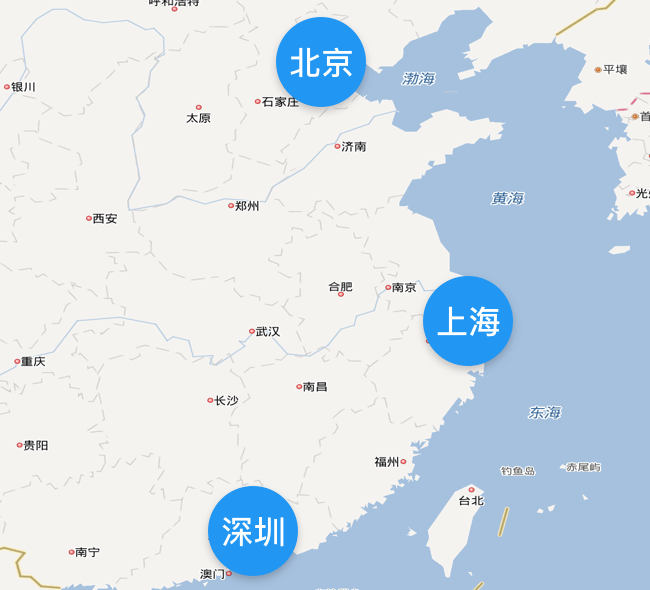 呼和浩特
北京
渤海
平壤
银川
石家庄
太原
首
济南
光
黄海
郑州
西安
合肥
南京
上海
武汉
重庆
南昌
长沙
东海
贵阳
福州
钓鱼岛
赤尾屿
台北
深圳
南宁
澳门